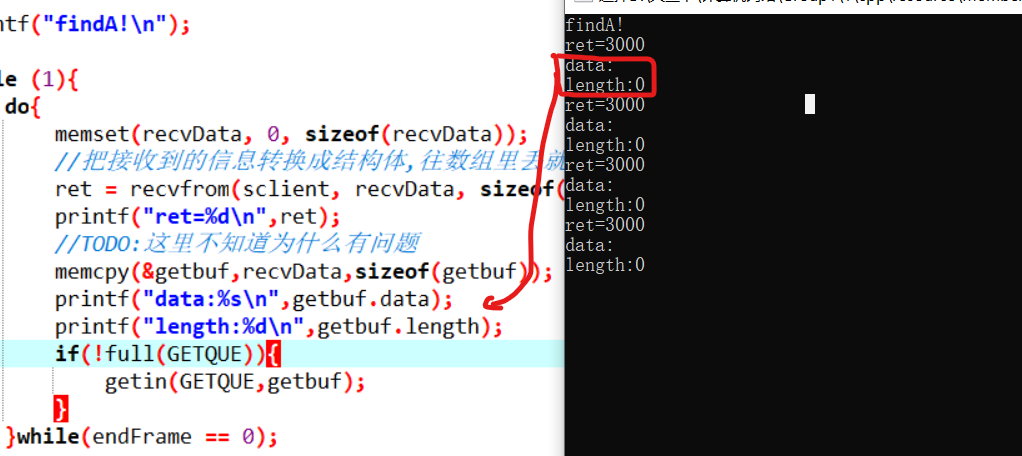 ntf("findA!\n");
le (1){
do{
memset(recvData, 0, sizeof(recvData));
//把接收到的信息转换成结构体,往数组里丢就
ret = recvfrom(sclient, recvData, sizeof(
printf("ret=%d\n",ret);
//TODO:这里不知道为什么有问题
memcpy(&getbuf,recvData,sizeof(getbuf));
printf("data:%s\n",getbuf.data);
printf("length:%d\n",getbuf.length);
if(!full(GETQUE)){
getin(GETQUE,getbuf);
}
}while(endFrame == 0);
findA!
ret=3000
data:
length:0
ret=3000
data:
length:0
ret=3000
data:
length:0
ret=3000
data:
length:0